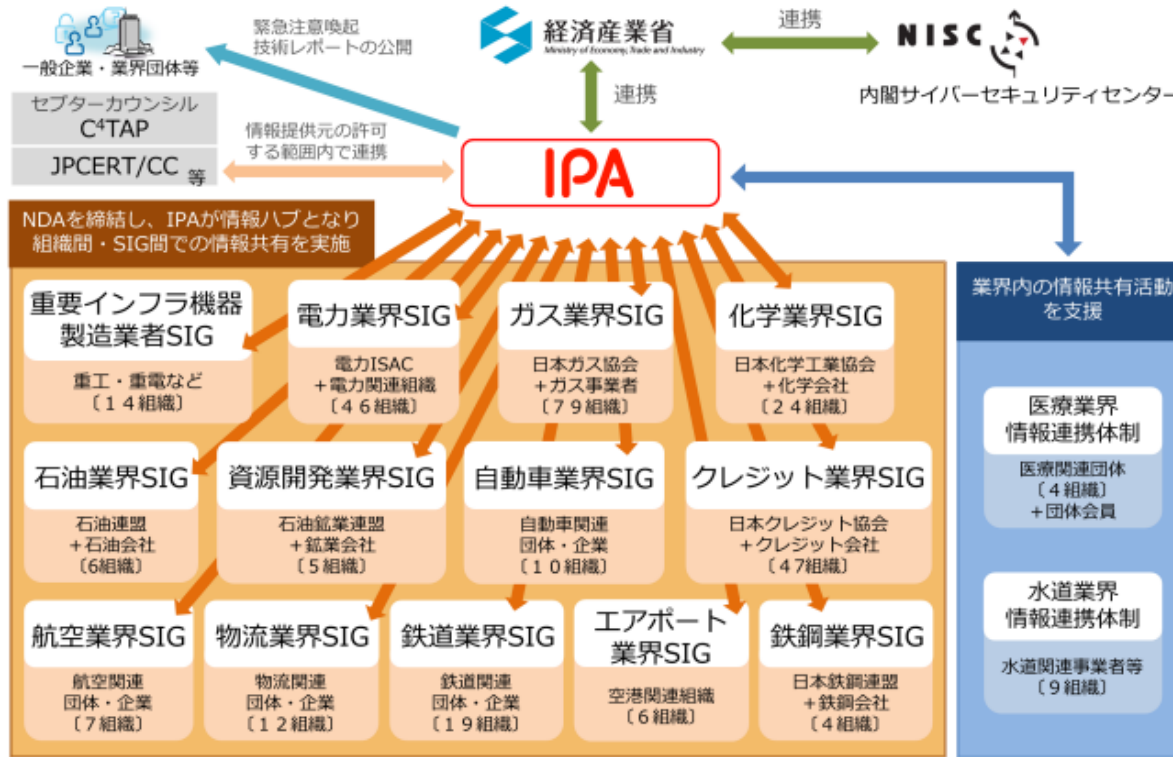 緊急注意喚起
技術レポートの公開
一般企業・業界団体等
経済産業省
Ministry of Economy, Trade and Industry
連携
NISC
内閣サイバーセキュリティセンター
連携
セプターカウンシル
C⁴TAP
JPCERT/CC 等
情報提供元の許可
する範囲内で連携
IPA
NDAを締結し、IPAが情報ハブとなり
組織間・SIG間での情報共有を実施
重要インフラ機器
製造業者SIG
重工・重電など
〔14組織〕
電力業界SIG
電力ISAC
＋電力関連組織
〔46組織〕
ガス業界SIG
日本ガス協会
＋ガス事業者
〔79組織〕
化学業界SIG
日本化学工業協会
＋化学会社
〔24組織〕
石油業界SIG
石油連盟
＋石油会社
〔6組織〕
資源開発業界SIG
石油鉱業連盟
＋鉱業会社
〔5組織〕
自動車業界SIG
自動車関連
団体・企業
〔10組織〕
クレジット業界SIG
日本クレジット協会
＋クレジット会社
〔47組織〕
航空業界SIG
航空関連
団体・企業
〔7組織〕
物流業界SIG
物流関連
団体・企業
〔12組織〕
鉄道業界SIG
鉄道関連
団体・企業
〔19組織〕
エアポート
業界SIG
空港関連組織
〔6組織〕
鉄鋼業界SIG
日本鉄鋼連盟
＋鉄鋼会社
〔4組織〕
業界内の情報共有活動
を支援
医療業界
情報連携体制
医療関連団体
〔4組織〕
＋団体会員
水道業界
情報連携体制
水道関連事業者等
〔9組織〕